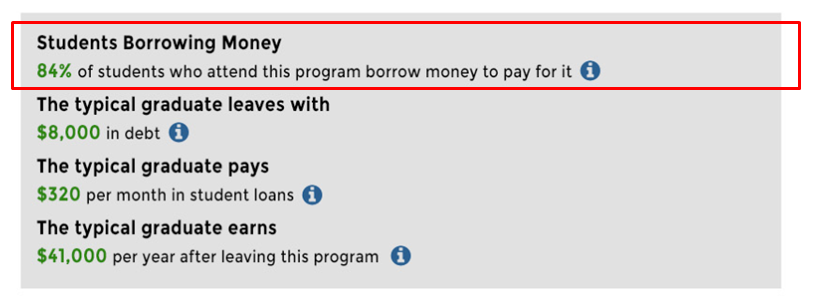 Students Borrowing Money
84% of students who attend this program borrow money to pay for it
The typical graduate leaves with
$8,000 in debt
The typical graduate pays
$320 per month in student loans
The typical graduate earns
$41,000 per year after leaving this program